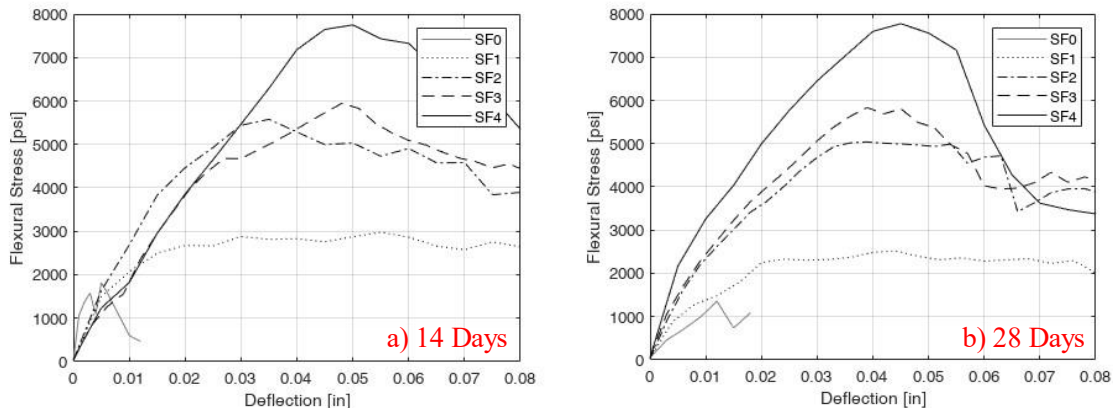 8000
7000
6000
5000
4000
3000
2000
1000
0
Flexural Stress [psi]
0 0.01 0.02 0.03 0.04 0.05 0.06 0.07 0.08
Deflection [in]
SF0
SF1
SF2
SF3
SF4
a) 14 Days
8000
7000
6000
5000
4000
3000
2000
1000
0
Flexural Stress [psi]
0 0.01 0.02 0.03 0.04 0.05 0.06 0.07 0.08
Deflection [in]
SF0
SF1
SF2
SF3
SF4
b) 28 Days